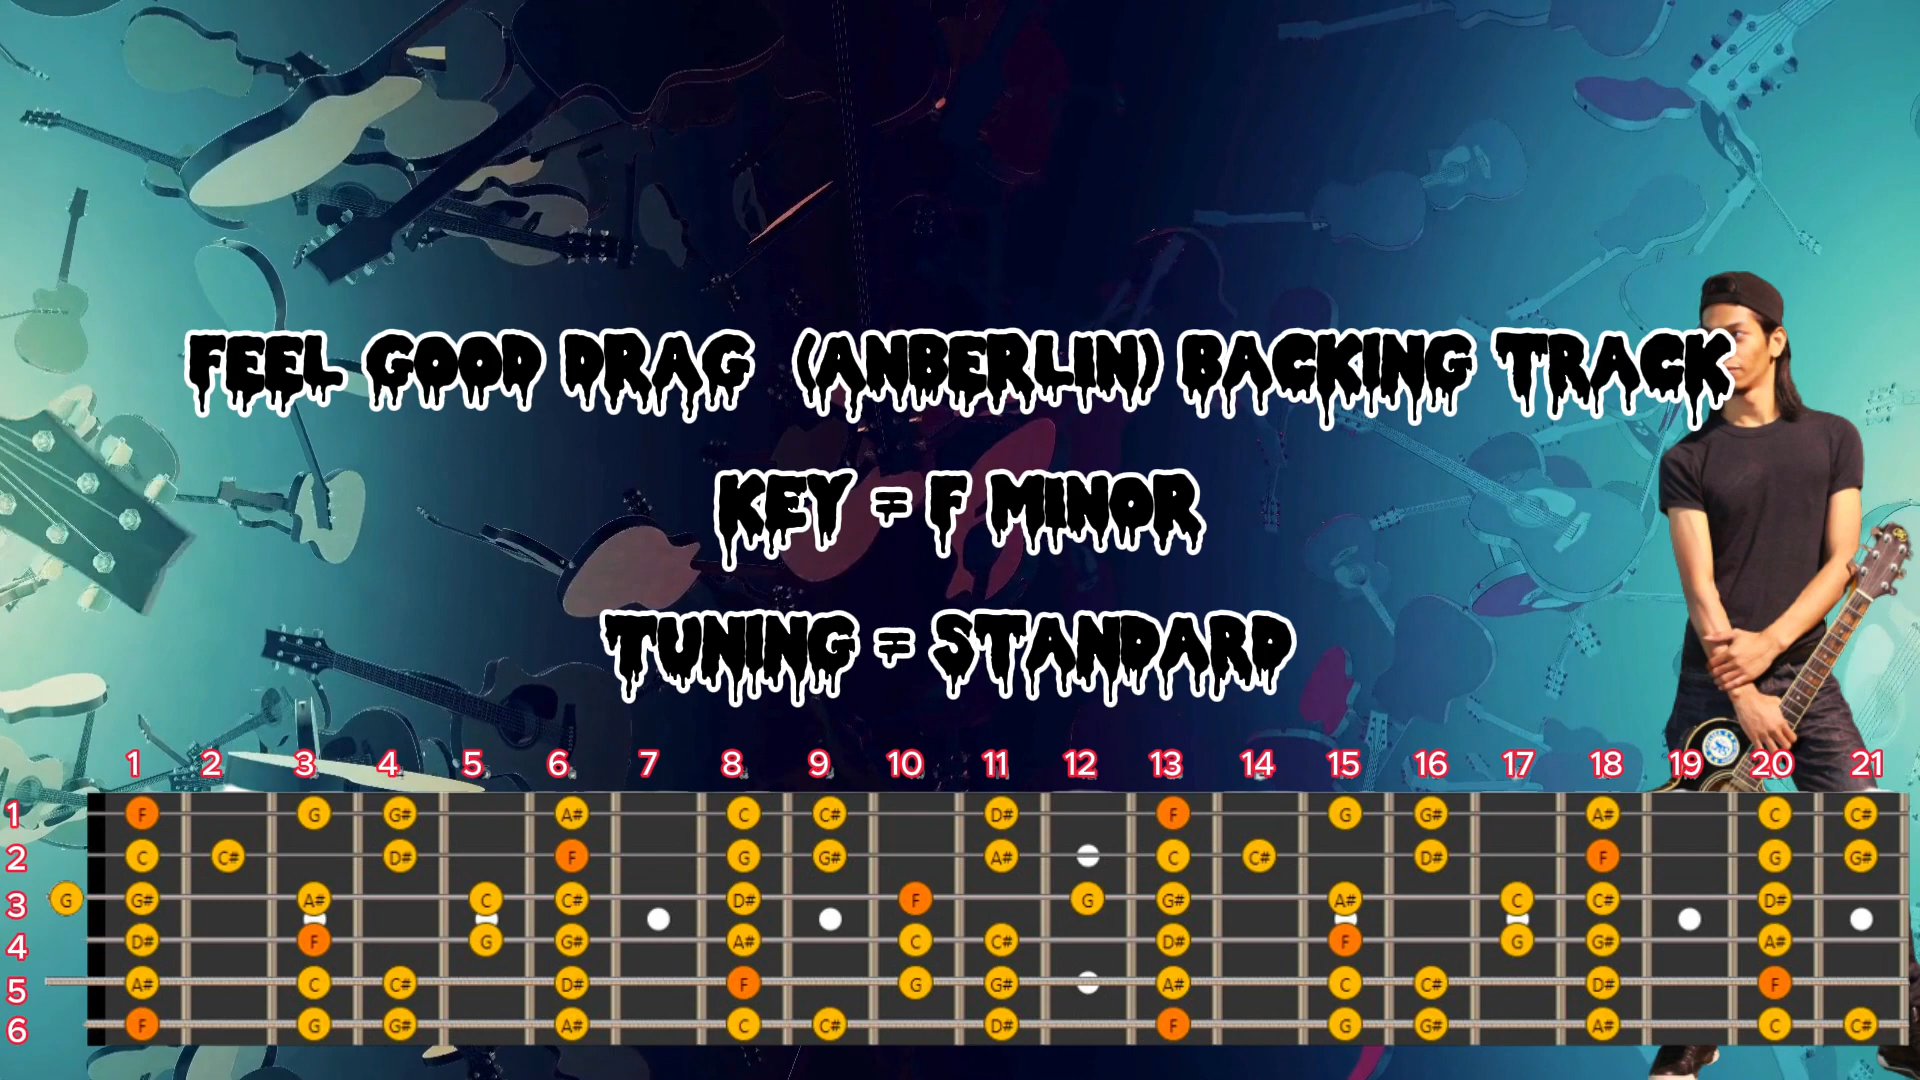 FEEL GOOD DRAG (ANBERLIN) BACKING TRACK
KEY = F MINOR
TUNING = STANDARD
1 2 3 4 5 6 7 8 9 10 11 12 13 14 15 16 17 18 19 20 21
1 F G G# A# C C# D# F G G# A# C C#
2 C C# D# F G G# A# C C# D# F G G#
3 G G# A# C C# D# F G G# A# C C# D#
4 D# F G G# A# C C# D# F G G# A#
5 A# C C# D# F G G# A# C C# D# F
6 F G G# A# C C# D# F G G# A# C C#